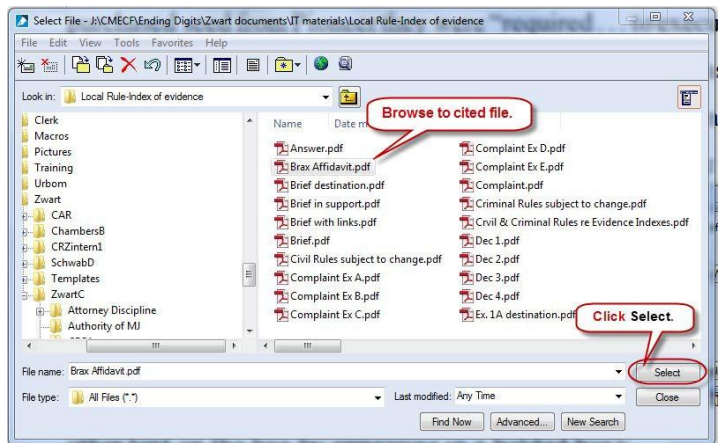 Select File - J:\CMECF\Ending Digits\Zwart documents\IT materials\Local Rule-Index of evidence
File Edit View Tools Favorites Help
Look in: Local Rule-Index of evidence
Clerk
Macros
Pictures
Training
Urbom
Zwart
CAR
ChambersB
CRZintern1
SchwabD
Templates
ZwartC
Attorney Discipline
Authority of MJ
Name Date m
Browse to cited file.
Answer.pdf
Brax Affidavit.pdf
Brief destination.pdf
Brief in support.pdf
Brief with links.pdf
Brief.pdf
Civil Rules subject to change.pdf
Complaint Ex A.pdf
Complaint Ex B.pdf
Complaint Ex C.pdf
Complaint Ex D.pdf
Complaint Ex E.pdf
Complaint.pdf
Criminal Rules subject to change.pdf
Crvil & Criminal Rules re Evidence Indexes.pdf
Dec 1.pdf
Dec 2.pdf
Dec 3.pdf
Dec 4.pdf
Ex. 1A destination.pdf
Click Select.
File name: Brax Affidavit.pdf Select
File type: All Files (*.*) Last modified: Any Time Close
Find Now Advanced... New Search